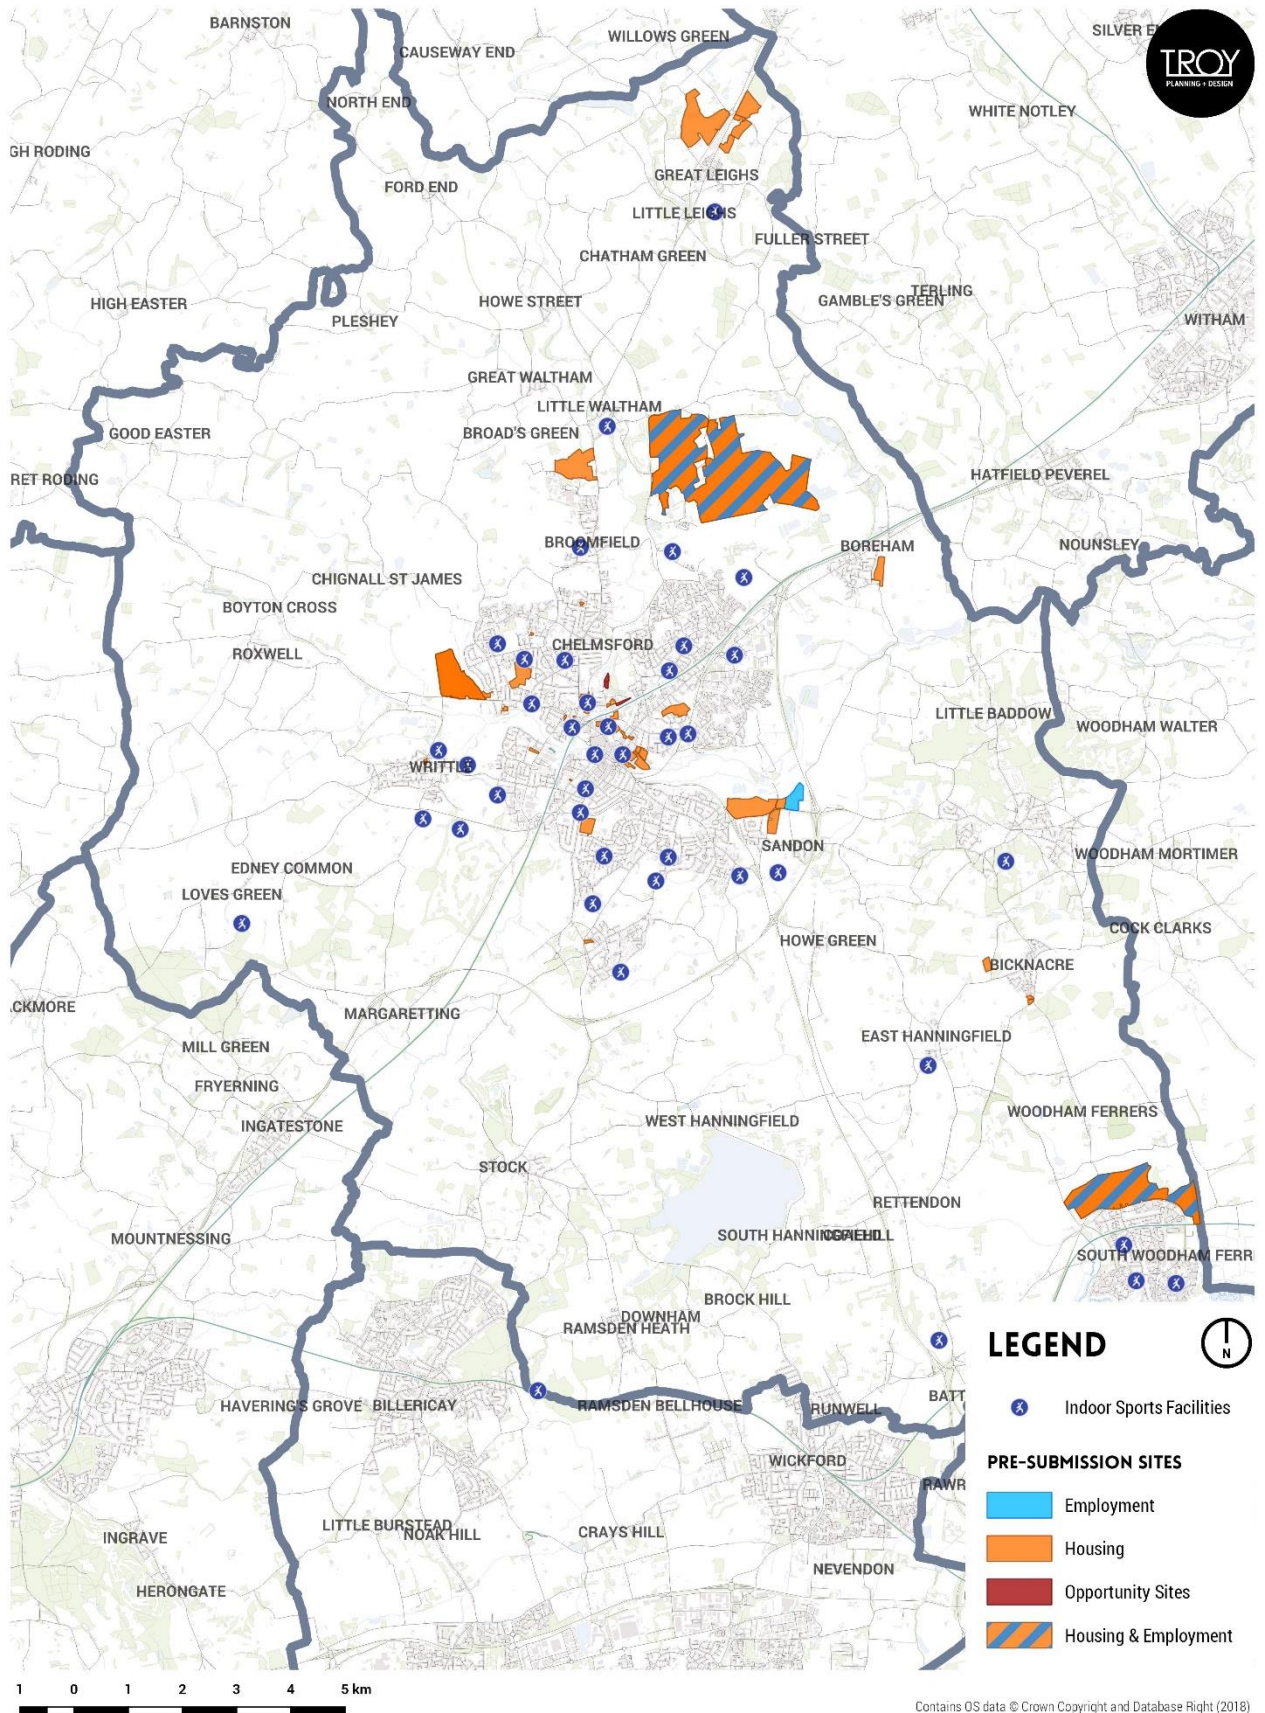 BARNSTON
WILLOWS GREEN
CAUSEWAY END
TROY
PLANNING + DESIGN
NORTH END
WHITE NOTLEY
GH RODING
GREAT LEIGHS
FORD END
LITTLE LEIGHS
FULLER STREET
CHATHAM GREEN
TERLING
HIGH EASTER
HOWE STREET
GAMBLE'S GREEN
PLESHEY
WITHAM
GREAT WALTHAM
LITTLE WALTHAM
GOOD EASTER
BROAD'S GREEN
RET RODING
HATFIELD PEVEREL
BROOMFIELD
BOREHAM
NOUNSLEY
CHIGNALL ST JAMES
BOYTON CROSS
CHELMSFORD
ROXWELL
LITTLE BADDOW
WOODHAM WALTER
WRITTLE
SANDON
WOODHAM MORTIMER
EDNEY COMMON
LOVES GREEN
COCK CLARKS
HOWE GREEN
BICKNACRE
CKMORE
MARGARETTING
EAST HANNINGFIELD
MILL GREEN
FRYERNING
WOODHAM FERRERS
INGATESTONE
WEST HANNINGFIELD
STOCK
RETTENDON
MOUNTNESSING
SOUTH HANNINGFIELD
SOUTH WOODHAM FERR
BROCK HILL
DOWNHAM
RAMSDEN HEATH
LEGEND
N
HAVERING'S GROVE
BILLERICAY
RAMSDEN BELLHOUSE
RUNWELL
BATT
Indoor Sports Facilities
WICKFORD
PRE-SUBMISSION SITES
RAWR
Employment
LITTLE BURSTEAD
NOAK HILL
CRAYS HILL
INGRAVE
Housing
NEVENDON
HERONGATE
Opportunity Sites
Housing & Employment
1 0 1 2 3 4 5 km
Contains OS data © Crown Copyright and Database Right (2018)